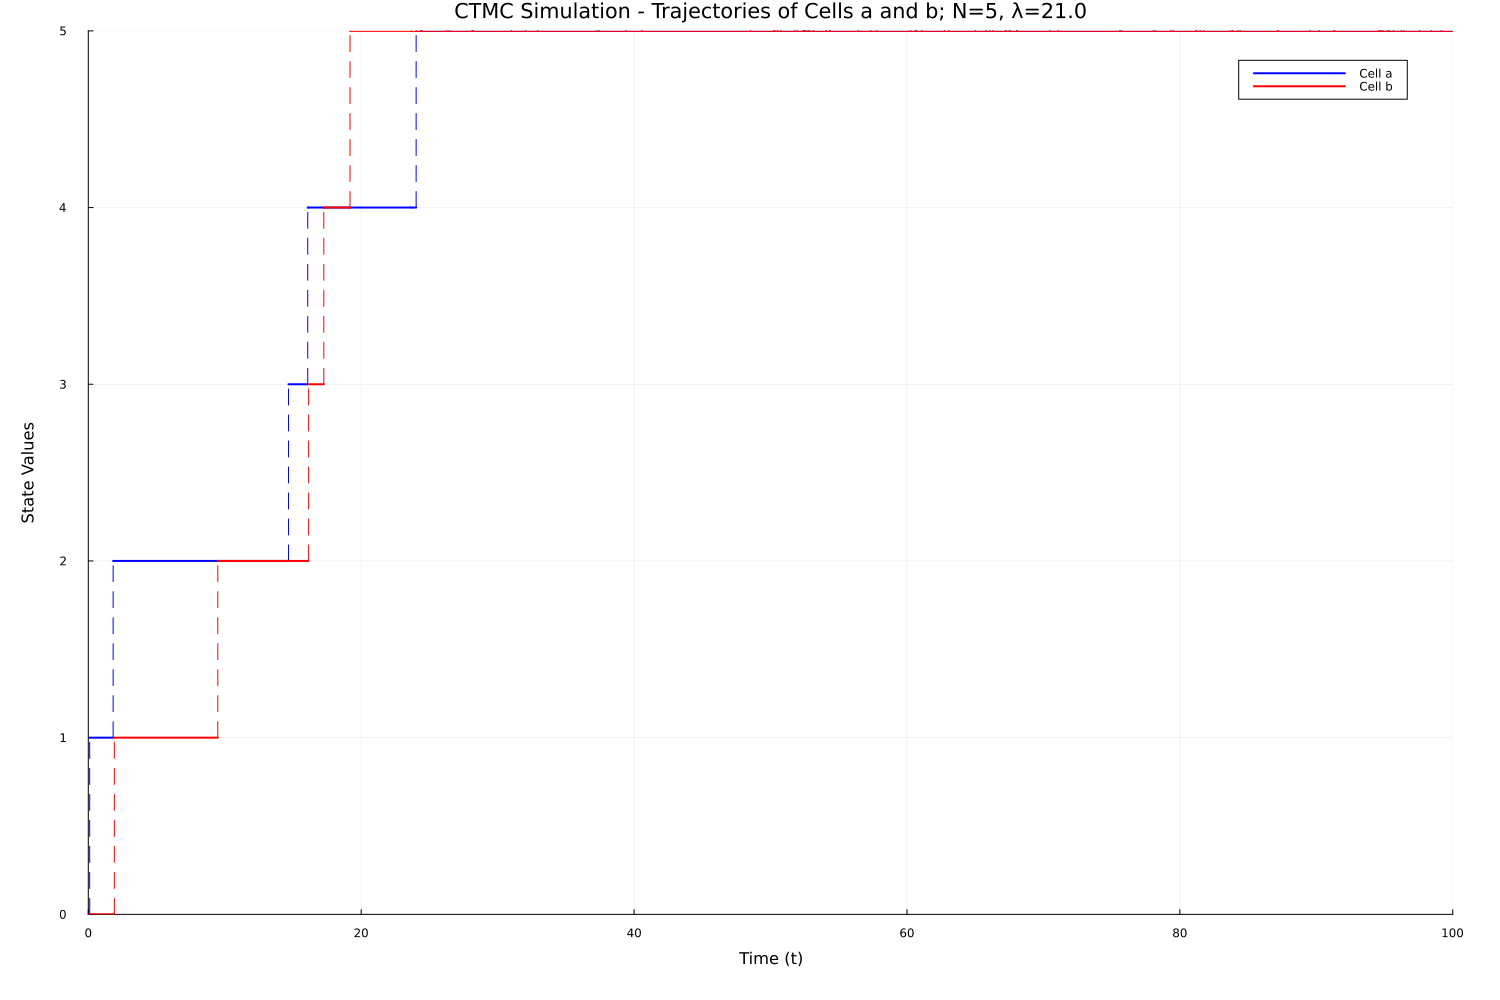 CTMC Simulation - Trajectories of Cells a and b; N=5, λ=21.0
5
Cell a
Cell b
4
3
State Values
2
1
0
0 20 40 60 80 100
Time (t)